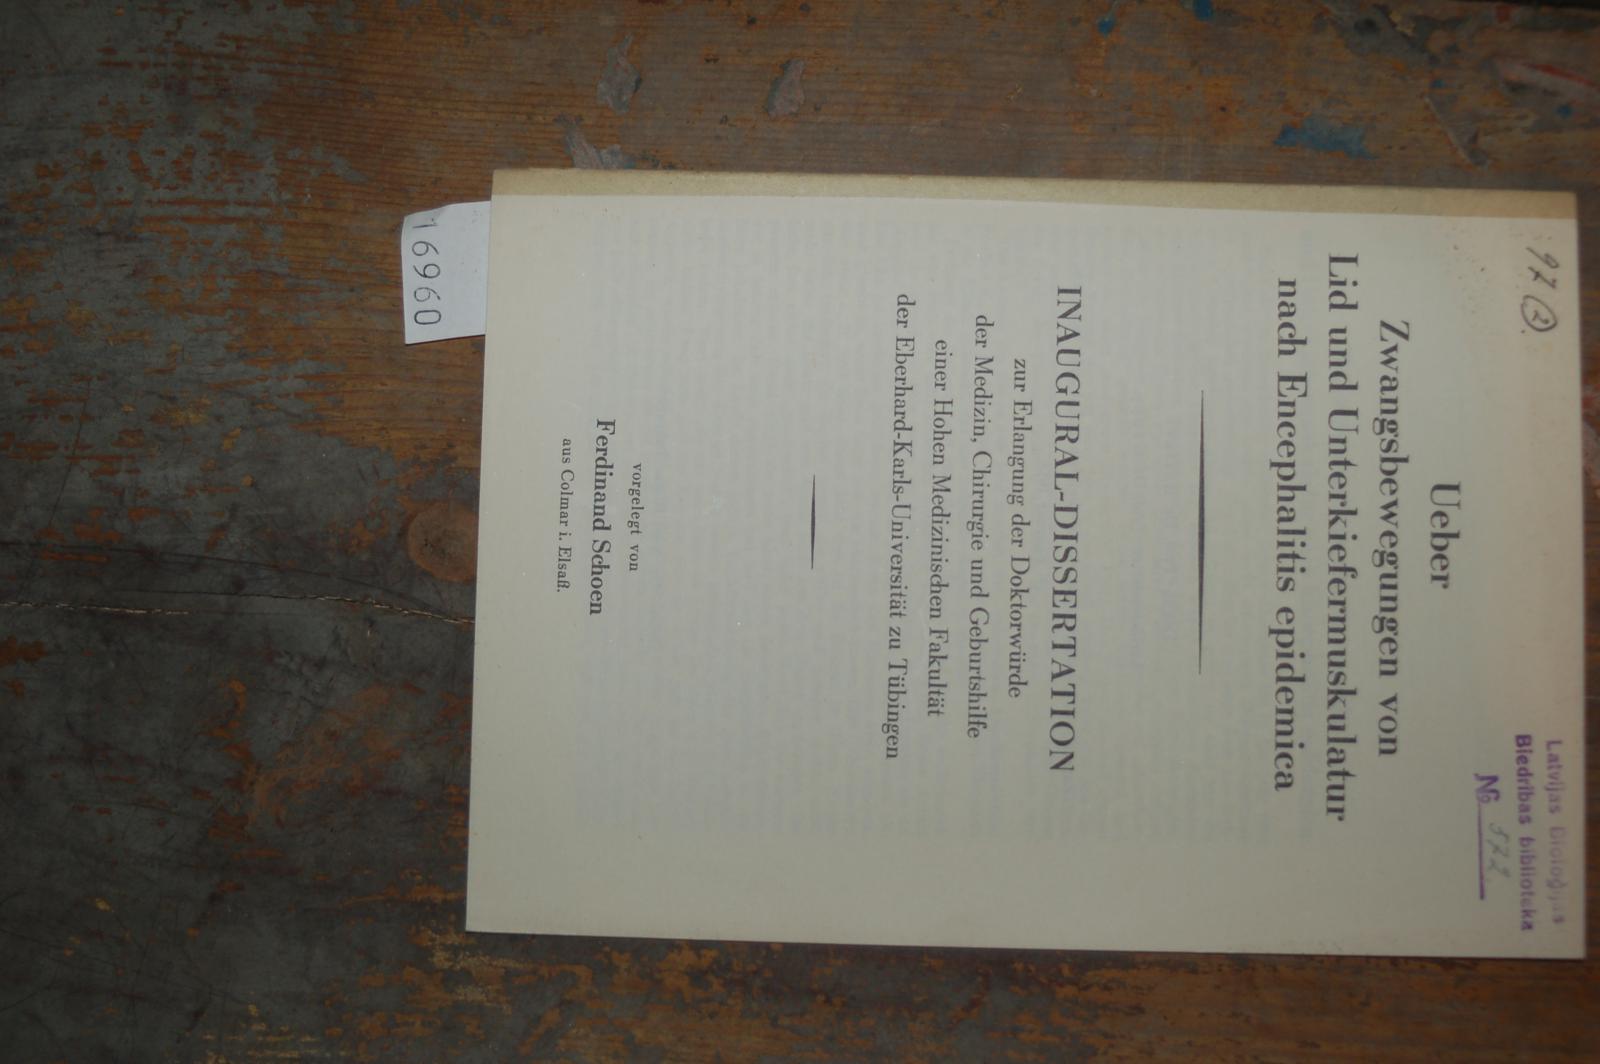 97 (2.)
Latvijas Bioloģijas
Biedrības bibliotēka
№ 572
Ueber
Zwangsbewegungen von
Lid und Unterkiefermuskulatur
nach Encephalitis epidemica
INAUGURAL-DISSERTATION
zur Erlangung der Doktorwürde
der Medizin, Chirurgie und Geburtshilfe
einer Hohen Medizinischen Fakultät
der Eberhard-Karls-Universität zu Tübingen
vorgelegt von
Ferdinand Schoen
aus Colmar i. Elsaß.
16960